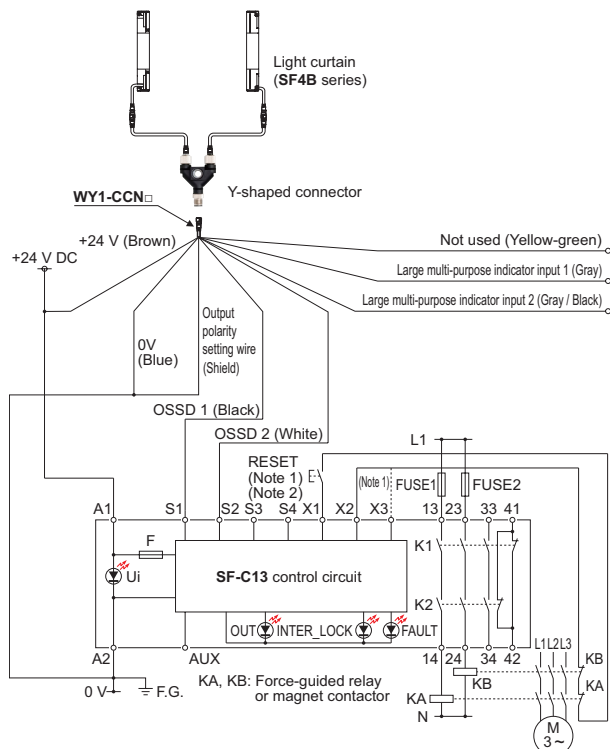 Light curtain
(SF4B series)
Y-shaped connector
WY1-CCN□
+24 V (Brown)
+24 V DC
Not used (Yellow-green)
Large multi-purpose indicator input 1 (Gray)
Large multi-purpose indicator input 2 (Gray / Black)
0V
(Blue)
Output
polarity
setting wire
(Shield)
OSSD 1 (Black)
OSSD 2 (White)
L1
RESET
(Note 1)
(Note 2)
(Note 1)
FUSE1
FUSE2
A1
S1
S2
S3
S4
X1
X2
X3
13
23
33
41
F
K1
Ui
SF-C13 control circuit
K2
OUT
INTER_LOCK
FAULT
A2
AUX
14
24
34
42
L1
L2
L3
KB
KA
KB
KA
0 V
F.G.
KA, KB: Force-guided relay
or magnet contactor
N
M
3~